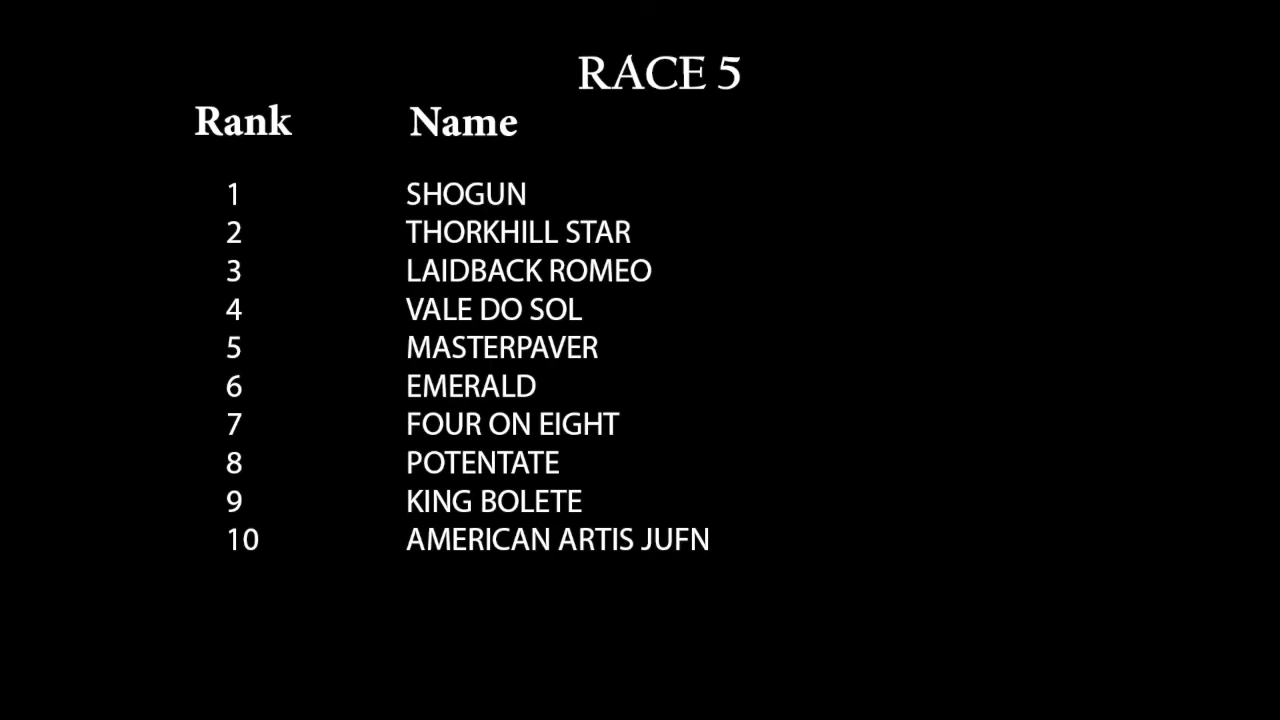 RACE 5
Rank Name
1 SHOGUN
2 THORKHILL STAR
3 LAIDBACK ROMEO
4 VALE DO SOL
5 MASTERPAVER
6 EMERALD
7 FOUR ON EIGHT
8 POTENTATE
9 KING BOLETE
10 AMERICAN ARTIS JUFN